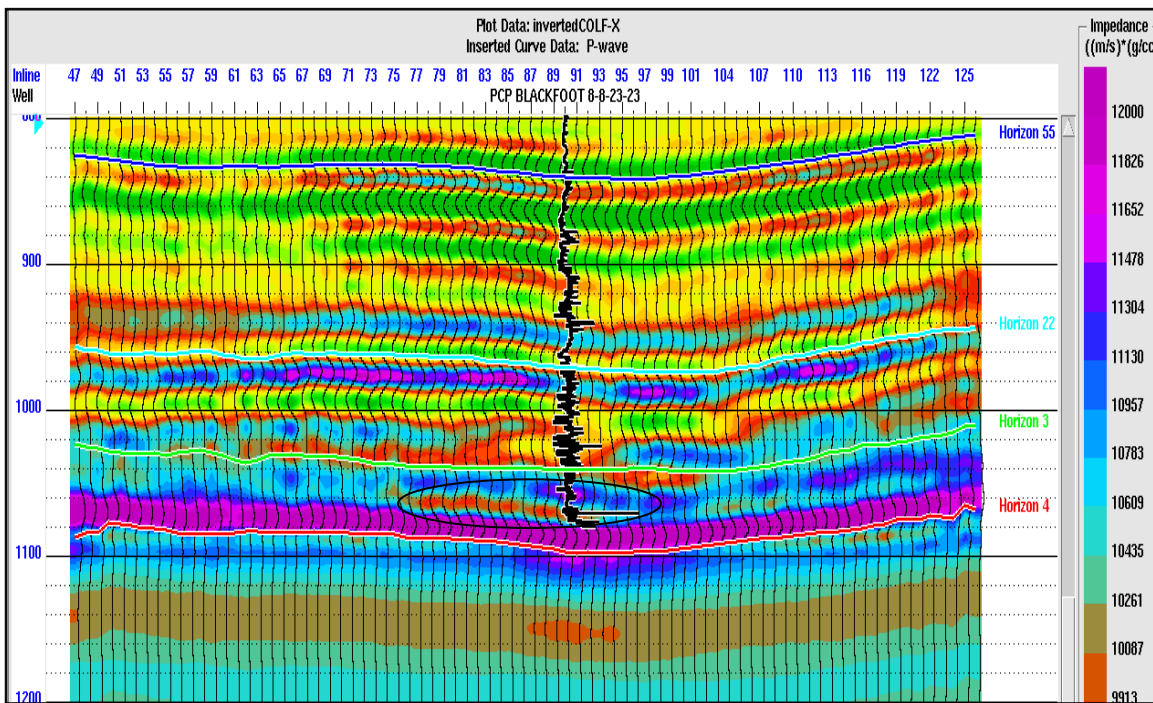 Plot Data: invertedCOLF-X
Inserted Curve Data: P-wave
Impedance
((m/s)*(g/cc
Inline 47 49 51 53 55 57 59 61 63 65 67 69 71 73 75 77 79 81 83 85 87 89 91 93 95 97 99 101 104 107 110 113 116 119 122 125
Well PCP BLACKFOOT 8-8-23-23
800
Horizon 55
900
Horizon 22
1000
Horizon 3
Horizon 4
1100
1200
12000
11826
11652
11478
11304
11130
10957
10783
10609
10435
10261
10087
9913